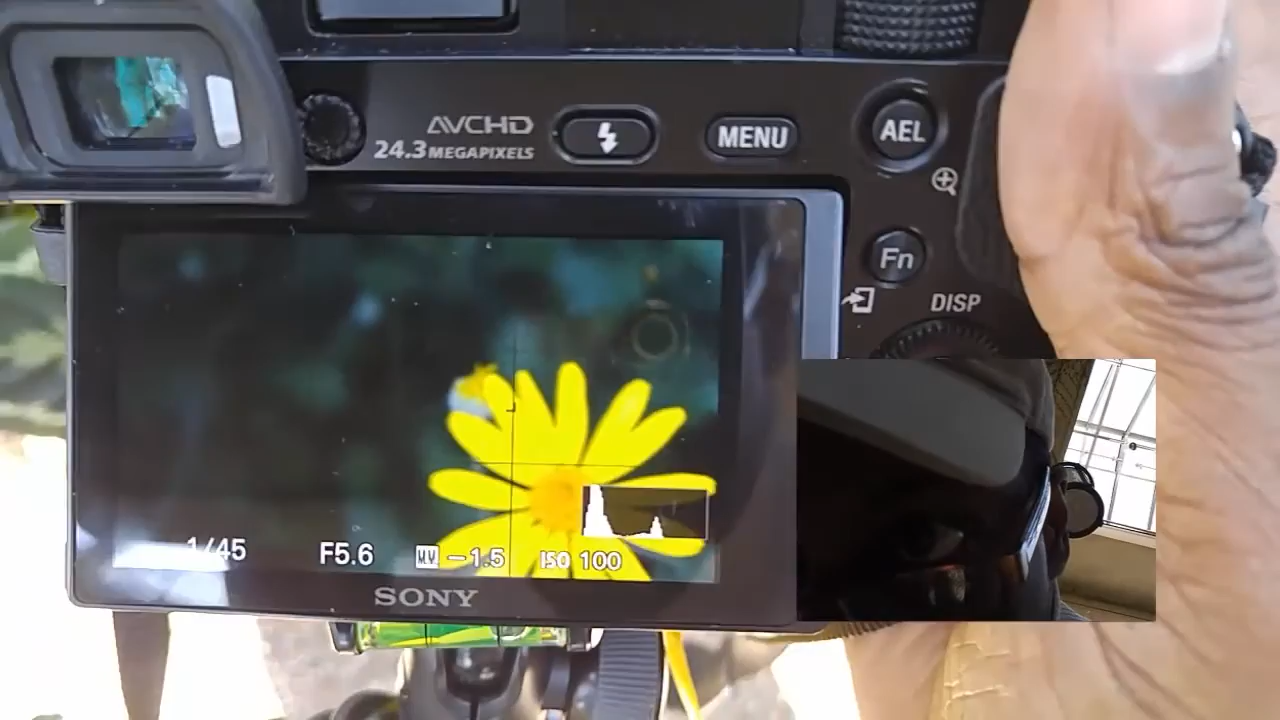 AVCHD
24.3 MEGAPIXELS
MENU
AEL
Fn
DISP
1/45 F5.6 M.V. −1.5 ISO 100
SONY